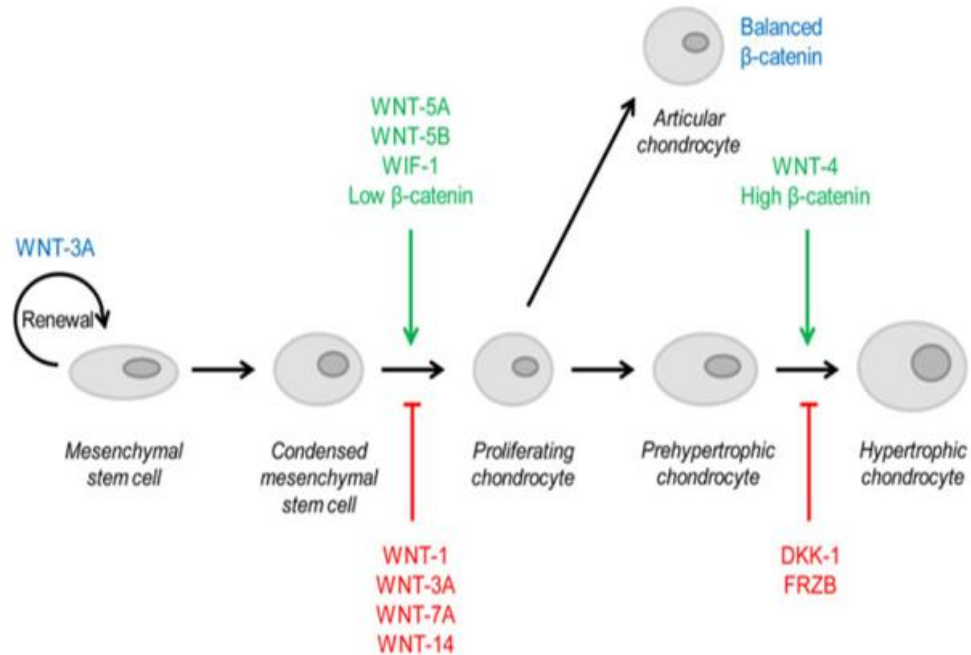 Balanced
β-catenin
Articular
chondrocyte
WNT-5A
WNT-5B
WIF-1
Low β-catenin
WNT-4
High β-catenin
WNT-3A
Renewal
Mesenchymal
stem cell
Condensed
mesenchymal
stem cell
Proliferating
chondrocyte
Prehypertrophic
chondrocyte
Hypertrophic
chondrocyte
WNT-1
WNT-3A
WNT-7A
WNT-14
DKK-1
FRZB